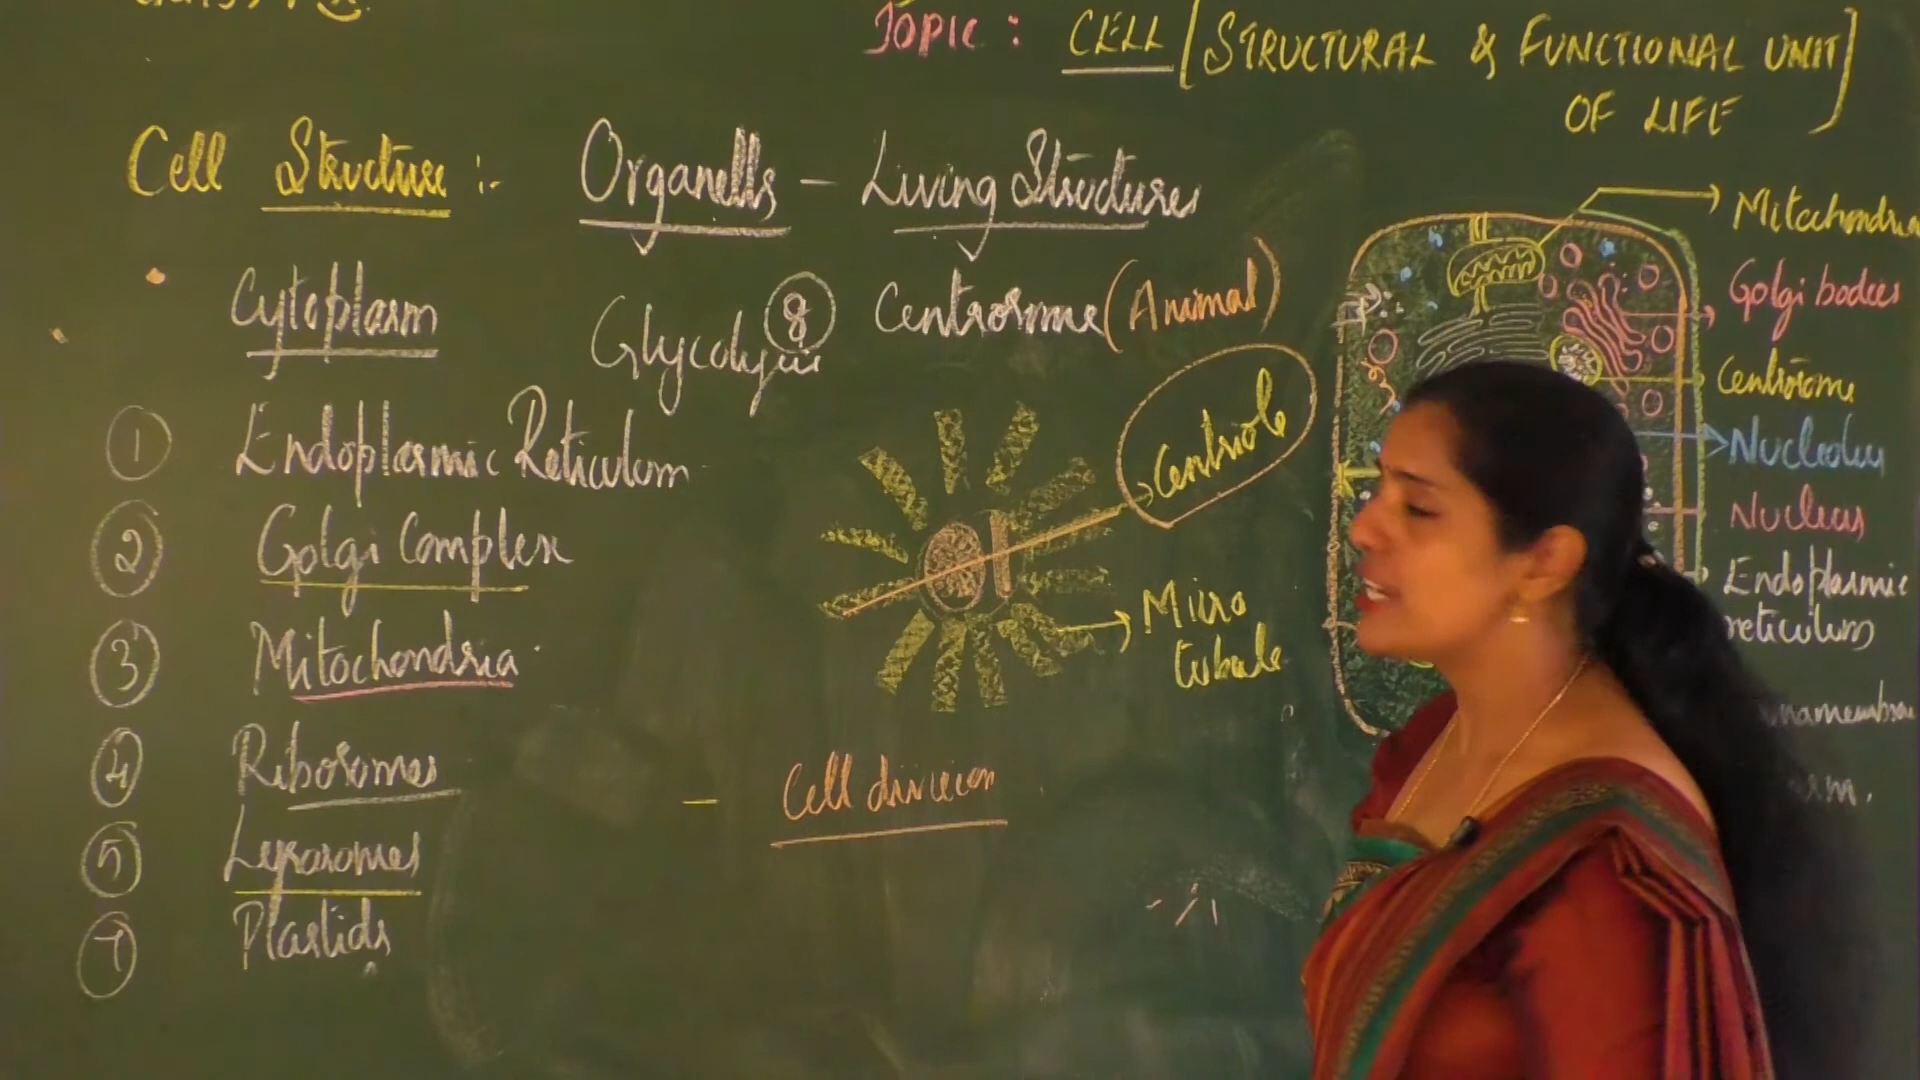 TOPIC : CELL [STRUCTURAL & FUNCTIONAL UNIT]
OF LIFE
Cell Structure :- Organells - Living Structures
Cytoplasm
Glycolysis
8 Centrosome (Animal)
1 Endoplasmic Reticulum
2 Golgi Complex
3 Mitochondria
4 Ribosomes
5 Lysosomes
7 Plastids
Centriole
Micro
tubule
- Cell division
Mitochondria
Golgi bodies
Centrosome
Nucleolus
Nucleus
Endoplasmic
reticulum